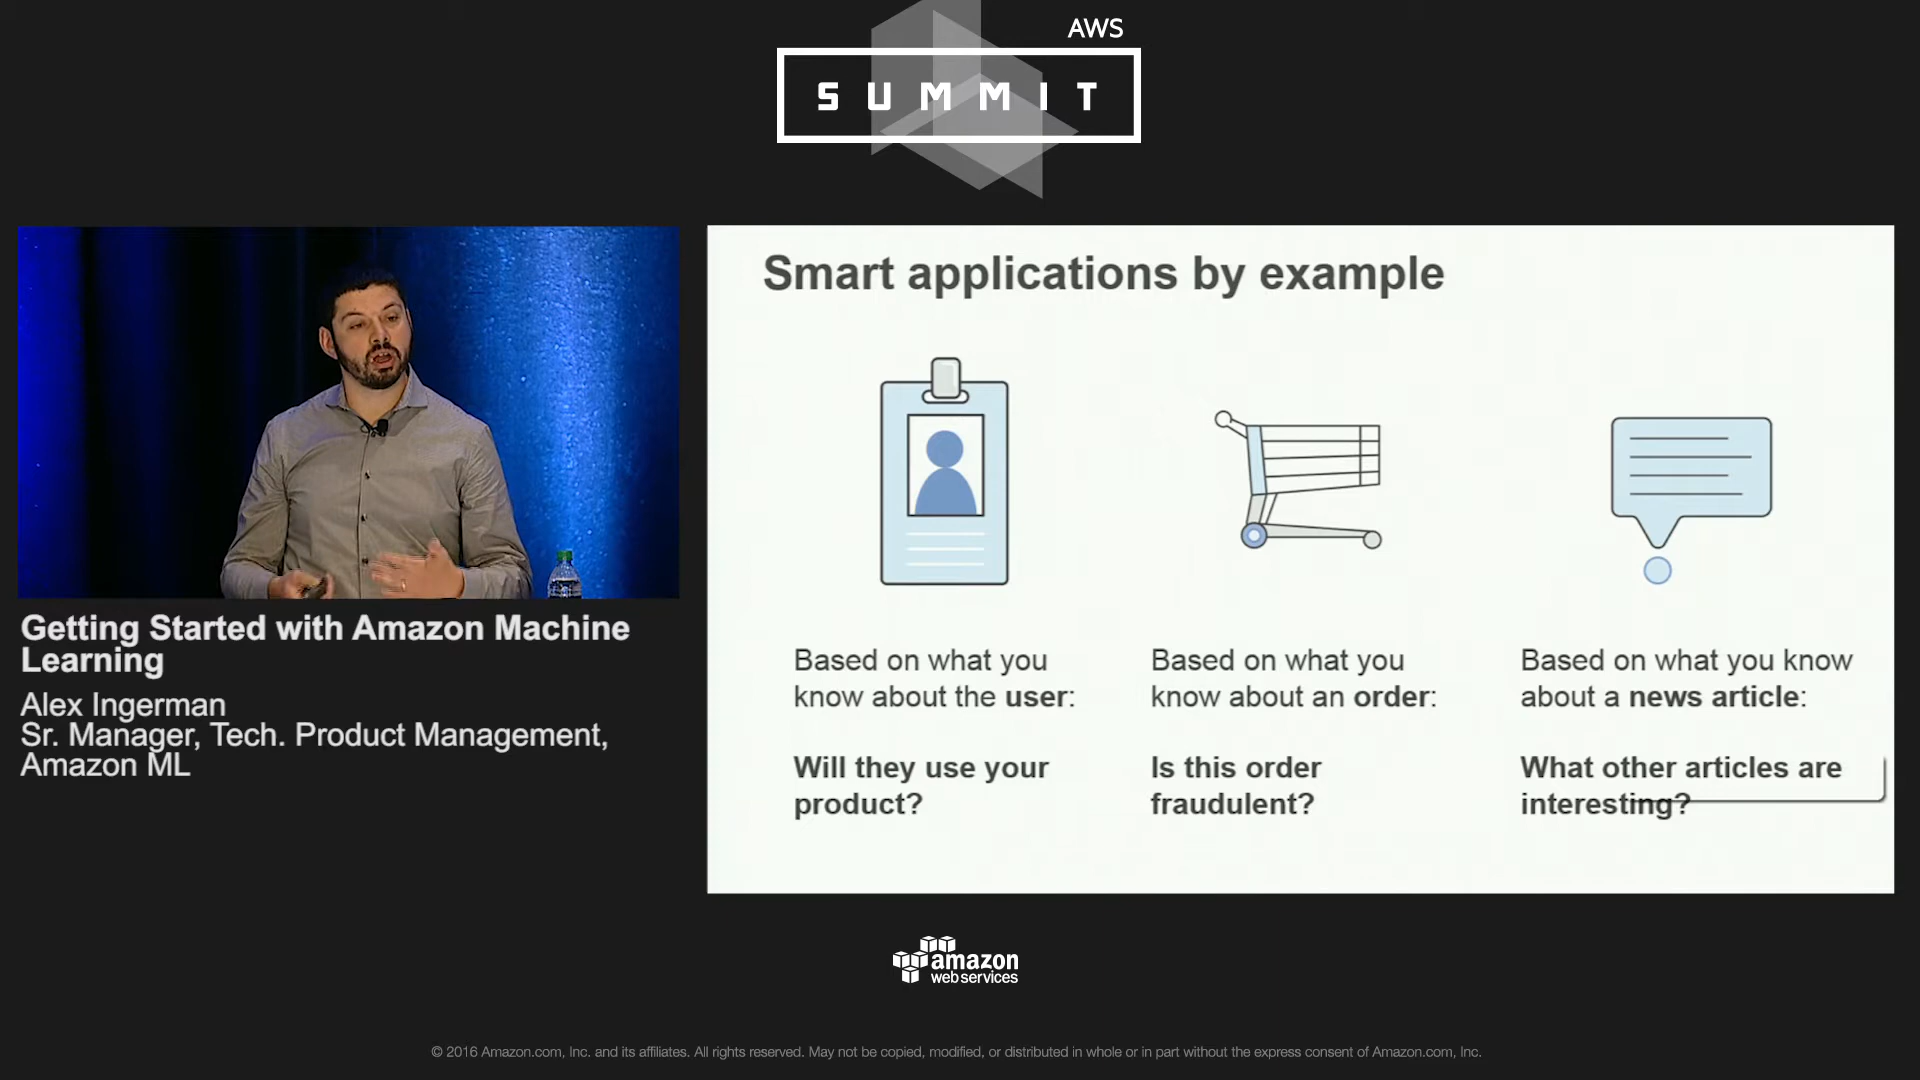 AWS
SUMMIT
Smart applications by example
Getting Started with Amazon Machine
Learning
Alex Ingerman
Sr. Manager, Tech. Product Management,
Amazon ML
Based on what you
know about the user:
Will they use your
product?
Based on what you
know about an order:
Is this order
fraudulent?
Based on what you know
about a news article:
What other articles are
interesting?
amazon
webservices
© 2016 Amazon.com, Inc. and its affiliates. All rights reserved. May not be copied, modified, or distributed in whole or in part without the express consent of Amazon.com, Inc.